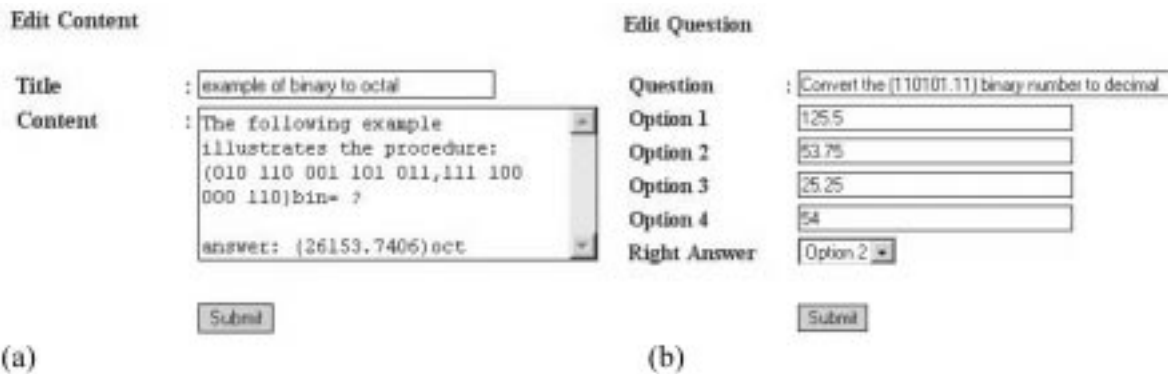 Edit Content
Title : example of binary to octal
Content : The following example
illustrates the procedure:
(010 110 001 101 011,111 100
000 110)bin= ?
answer: (26153.7406)oct
Submit
(a)
Edit Question
Question : Convert the (110101.11) binary number to decimal
Option 1 125.5
Option 2 53.75
Option 3 25.25
Option 4 54
Right Answer Option 2
Submit
(b)